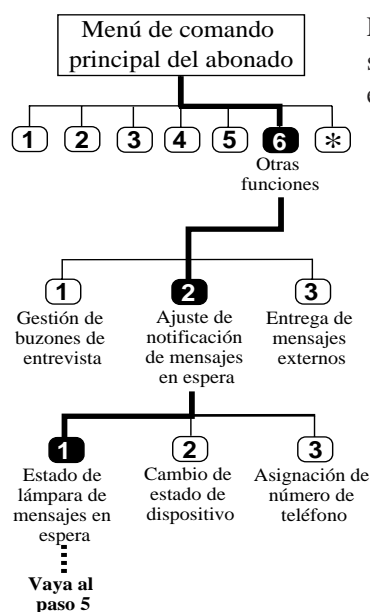 Menú de comando
principal del abonado
1 2 3 4 5 6 *
Otras
funciones
1 2 3
Gestión de
buzones de
entrevista
Ajuste de
notificación
de mensajes
en espera
Entrega de
mensajes
externos
1 2 3
Estado de
lámpara de
mensajes en
espera
Cambio de
estado de
dispositivo
Asignación de
número de
teléfono
Vaya al
paso 5